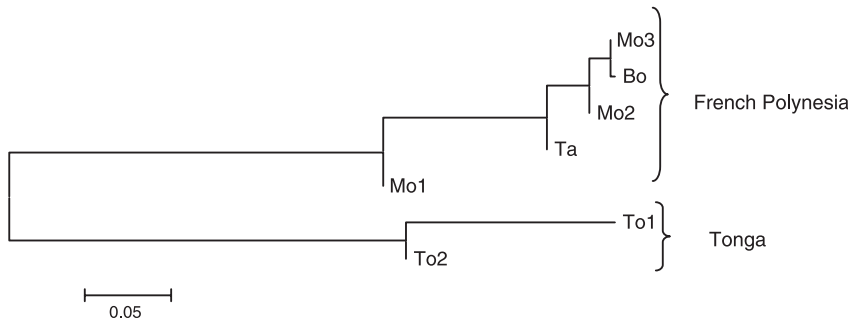 Mo3
Bo
Mo2
French Polynesia
Ta
Mo1
To1
Tonga
To2
0.05